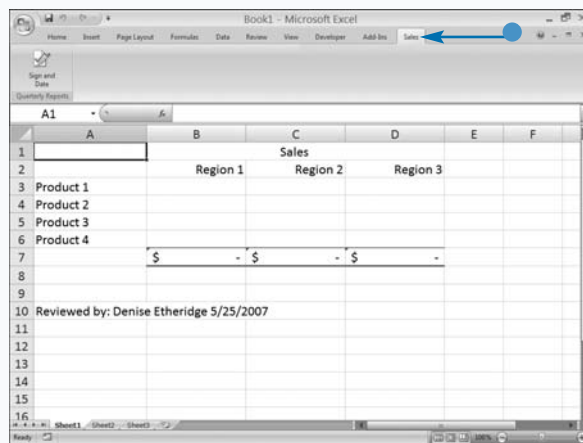 Book1 - Microsoft Excel
Home Insert Page Layout Formulas Data Review View Developer Add-Ins Sales
Sign and
Date
Quarterly Reports
A1 fx
A B C D E F
1 Sales
2 Region 1 Region 2 Region 3
3 Product 1
4 Product 2
5 Product 3
6 Product 4
7 $ - $ - $ -
8
9
10 Reviewed by: Denise Etheridge 5/25/2007
11
12
13
14
15
16
Sheet1 Sheet2 Sheet3
Ready 100%